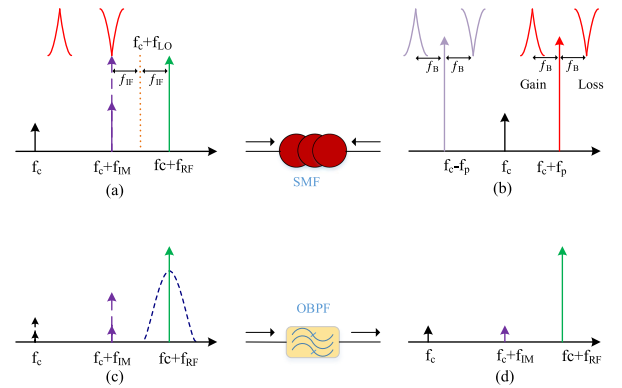 f_c+f_LO
f_IF f_IF
f_c f_c+f_IM fc+f_RF
(a)
SMF
f_B f_B f_B f_B
Gain Loss
f_c-f_p f_c f_c+f_p
(b)
f_c f_c+f_IM fc+f_RF
(c)
OBPF
f_c f_c+f_IM fc+f_RF
(d)